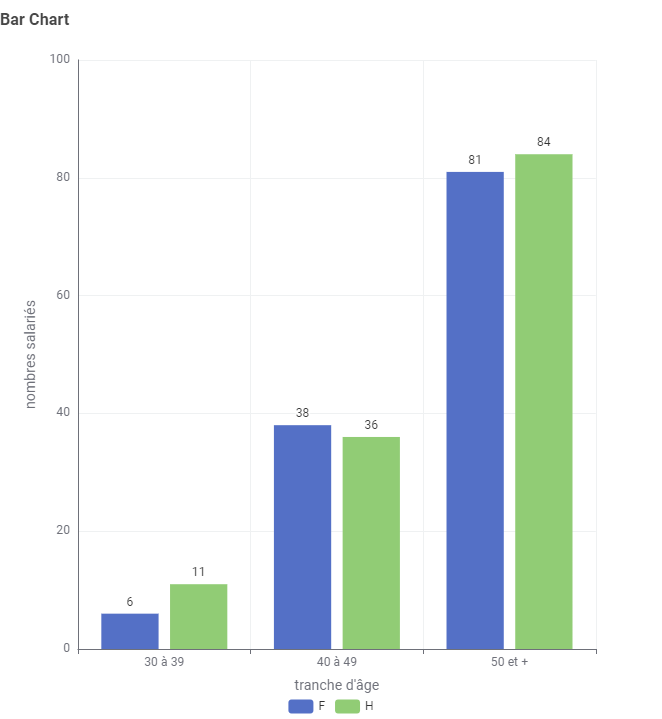 Bar Chart
100
80
60
40
20
0
nombres salariés
6
11
38
36
81
84
30 à 39
40 à 49
50 et +
tranche d'âge
F
H